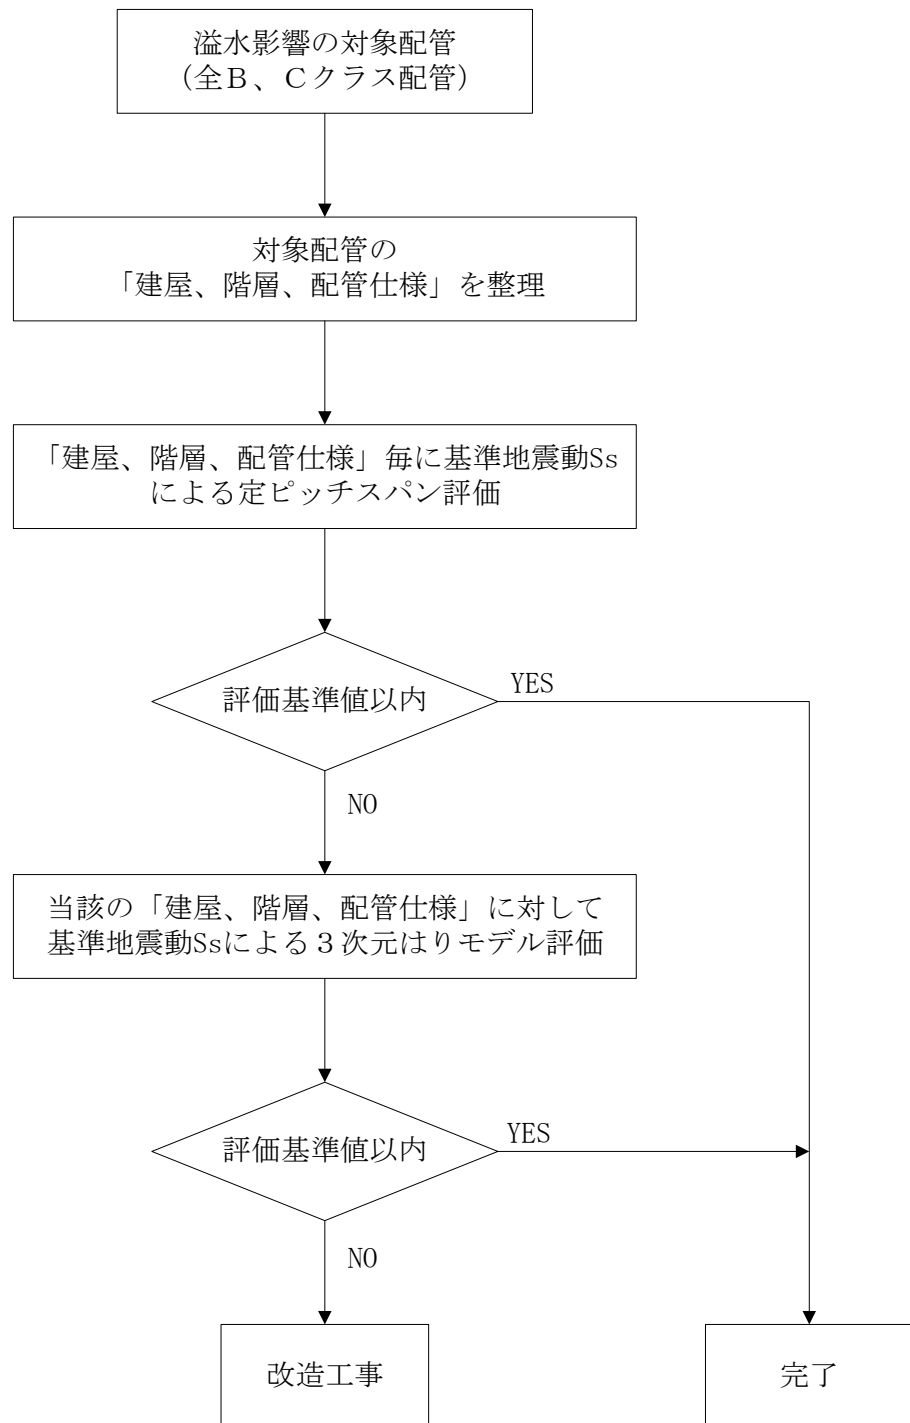 溢水影響の対象配管
（全Ｂ、Ｃクラス配管）
対象配管の
「建屋、階層、配管仕様」を整理
「建屋、階層、配管仕様」毎に基準地震動Ss
による定ピッチスパン評価
評価基準値以内
YES
NO
当該の「建屋、階層、配管仕様」に対して
基準地震動Ssによる３次元はりモデル評価
評価基準値以内
YES
NO
改造工事
完了